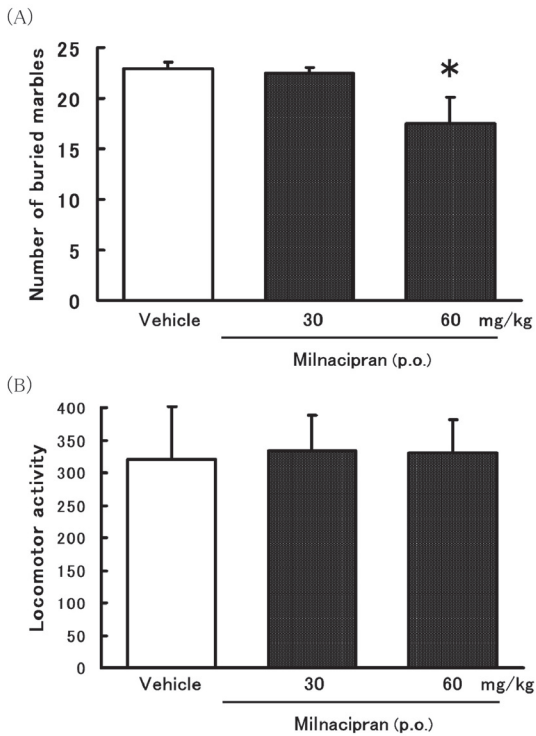 (A)
Number of buried marbles
25
20
15
10
5
0
*
Vehicle 30 60 mg/kg
Milnacipran (p.o.)
(B)
Locomotor activity
400
350
300
250
200
150
100
50
0
Vehicle 30 60 mg/kg
Milnacipran (p.o.)